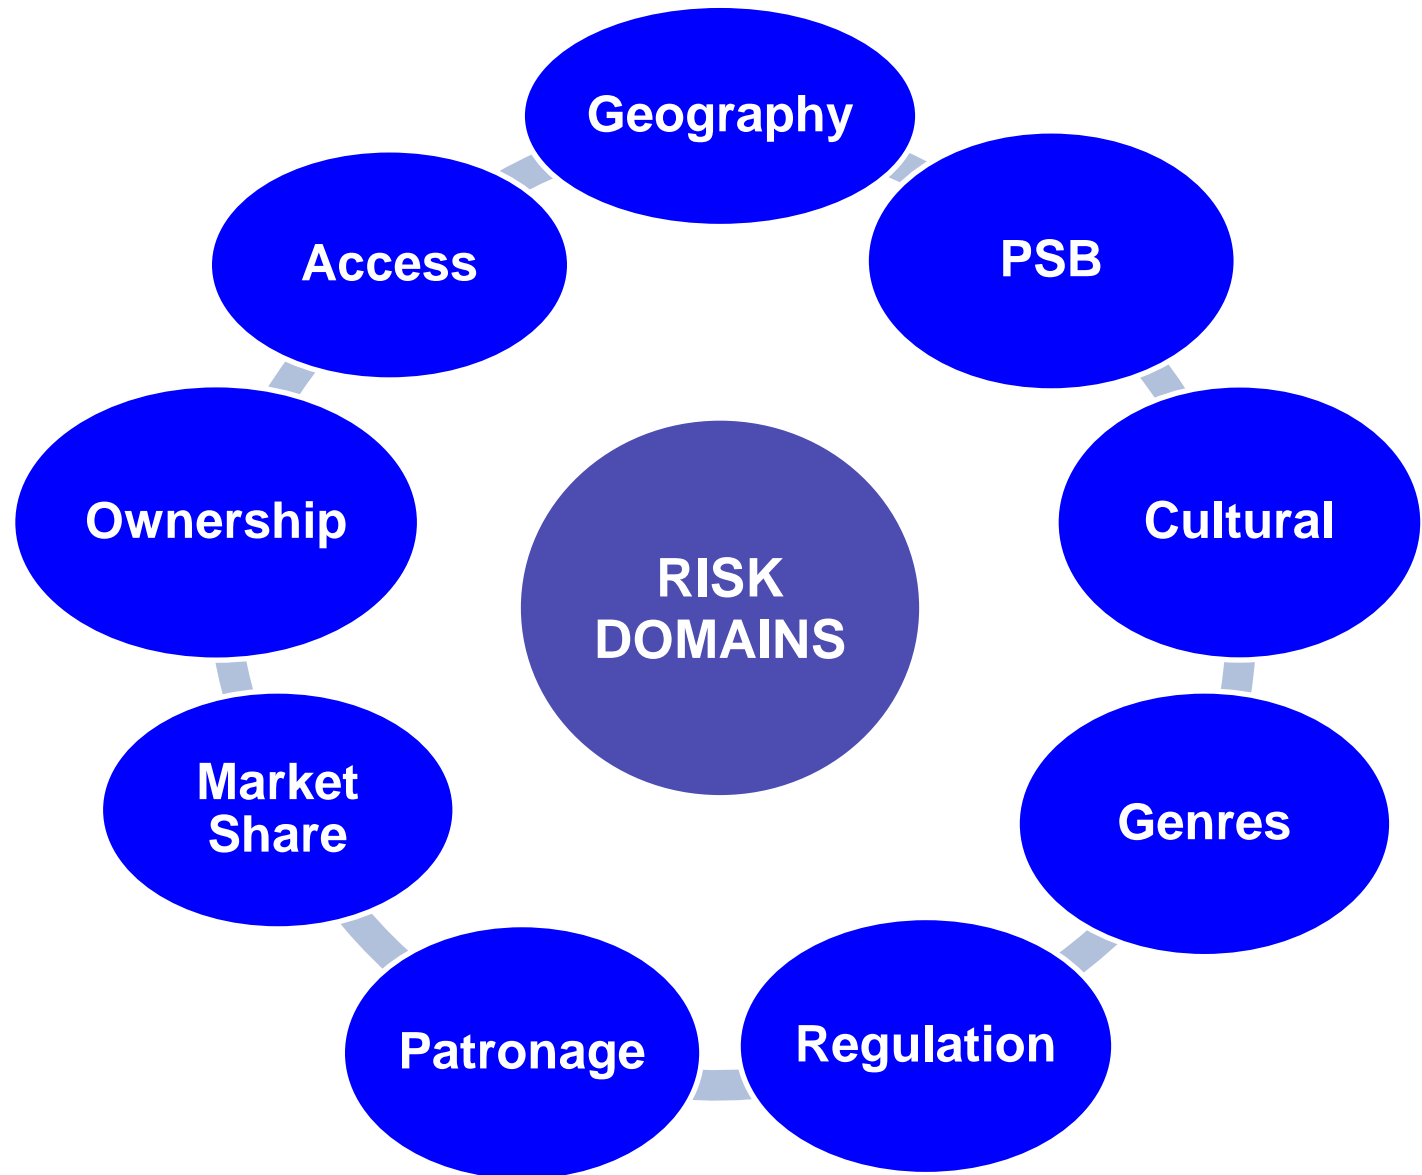 Geography
PSB
Access
Cultural
Ownership
RISK
DOMAINS
Market
Share
Genres
Regulation
Patronage